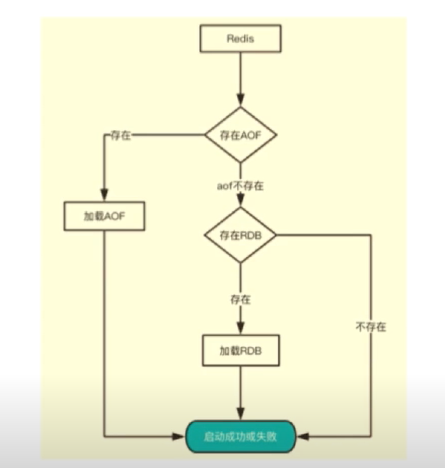 Redis
存在AOF
存在
aof不存在
加载AOF
存在RDB
存在
不存在
加载RDB
启动成功或失败